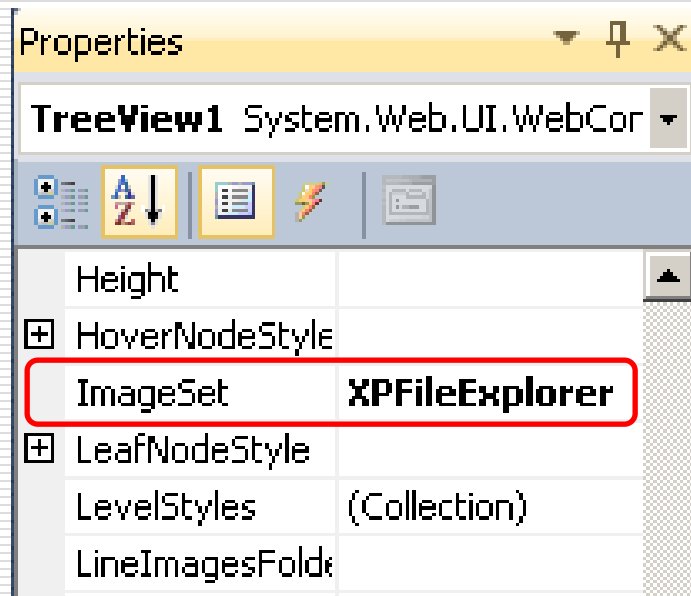 Properties
TreeView1 System.Web.UI.WebCor
A
Z
Height
HoverNodeStyle
ImageSet XPFileExplorer
LeafNodeStyle
LevelStyles (Collection)
LineImagesFolde